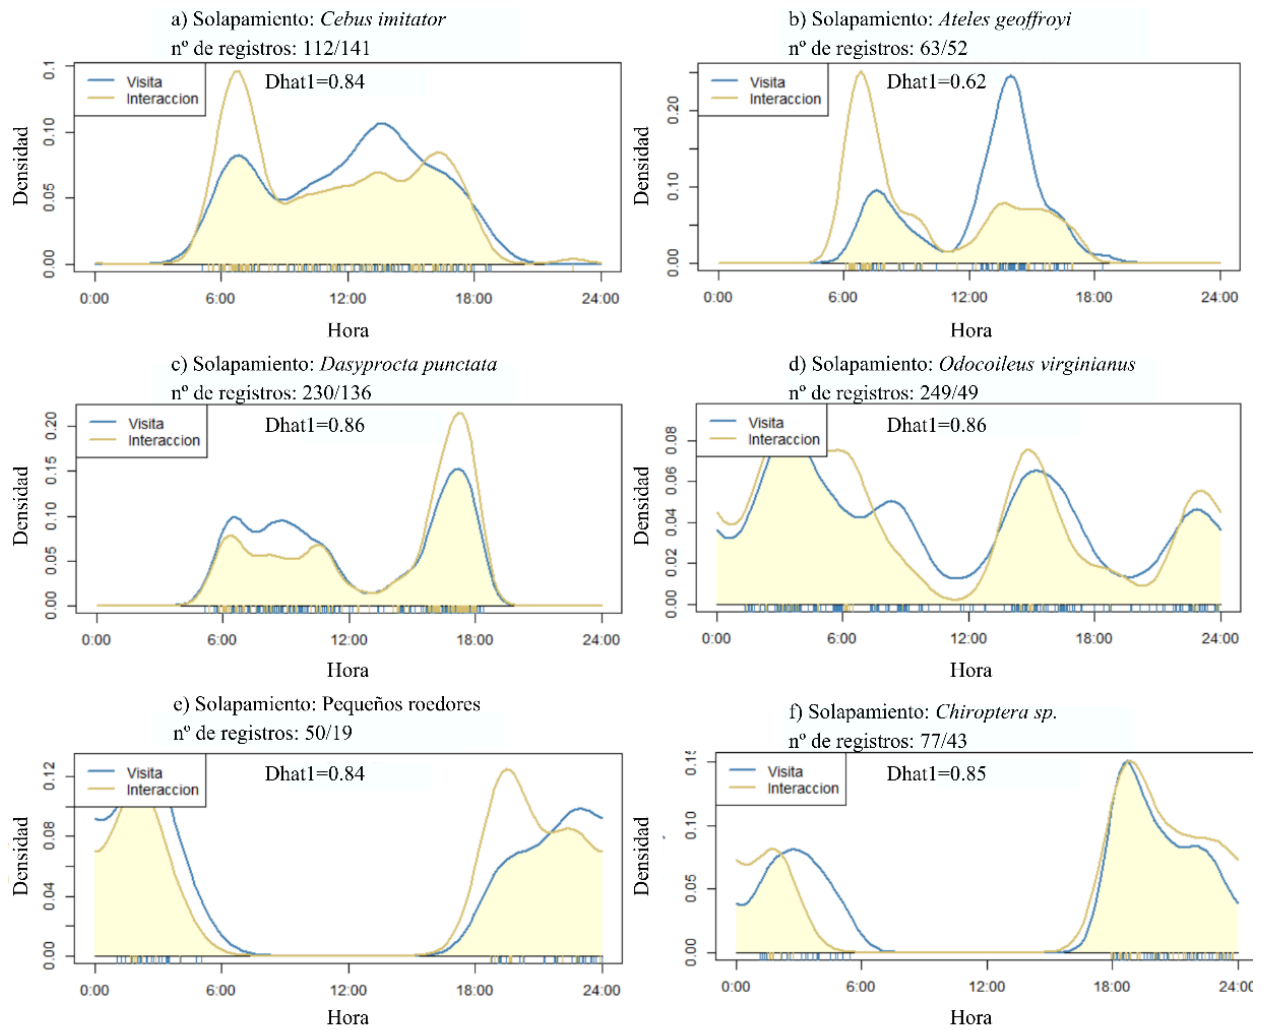 a) Solapamiento: Cebus imitator
nº de registros: 112/141
Dhat1=0.84
Visita
Interaccion
Densidad
0.1
0.10
0.05
0.00
0:00 6:00 12:00 18:00 24:00
Hora
b) Solapamiento: Ateles geoffroyi
nº de registros: 63/52
Dhat1=0.62
Visita
Interaccion
Densidad
0.20
0.10
0.00
0:00 6:00 12:00 18:00 24:00
Hora
c) Solapamiento: Dasyprocta punctata
nº de registros: 230/136
Dhat1=0.86
Visita
Interaccion
Densidad
0.20
0.15
0.10
0.05
0.00
0:00 6:00 12:00 18:00 24:00
Hora
d) Solapamiento: Odocoileus virginianus
nº de registros: 249/49
Dhat1=0.86
Visita
Interaccion
Densidad
0.08
0.06
0.04
0.02
0.00
0:00 6:00 12:00 18:00 24:00
Hora
e) Solapamiento: Pequeños roedores
nº de registros: 50/19
Dhat1=0.84
Visita
Interaccion
Densidad
0.12
0.08
0.04
0.00
0:00 6:00 12:00 18:00 24:00
Hora
f) Solapamiento: Chiroptera sp.
nº de registros: 77/43
Dhat1=0.85
Visita
Interaccion
Densidad
0.15
0.10
0.05
0.00
0:00 6:00 12:00 18:00 24:00
Hora